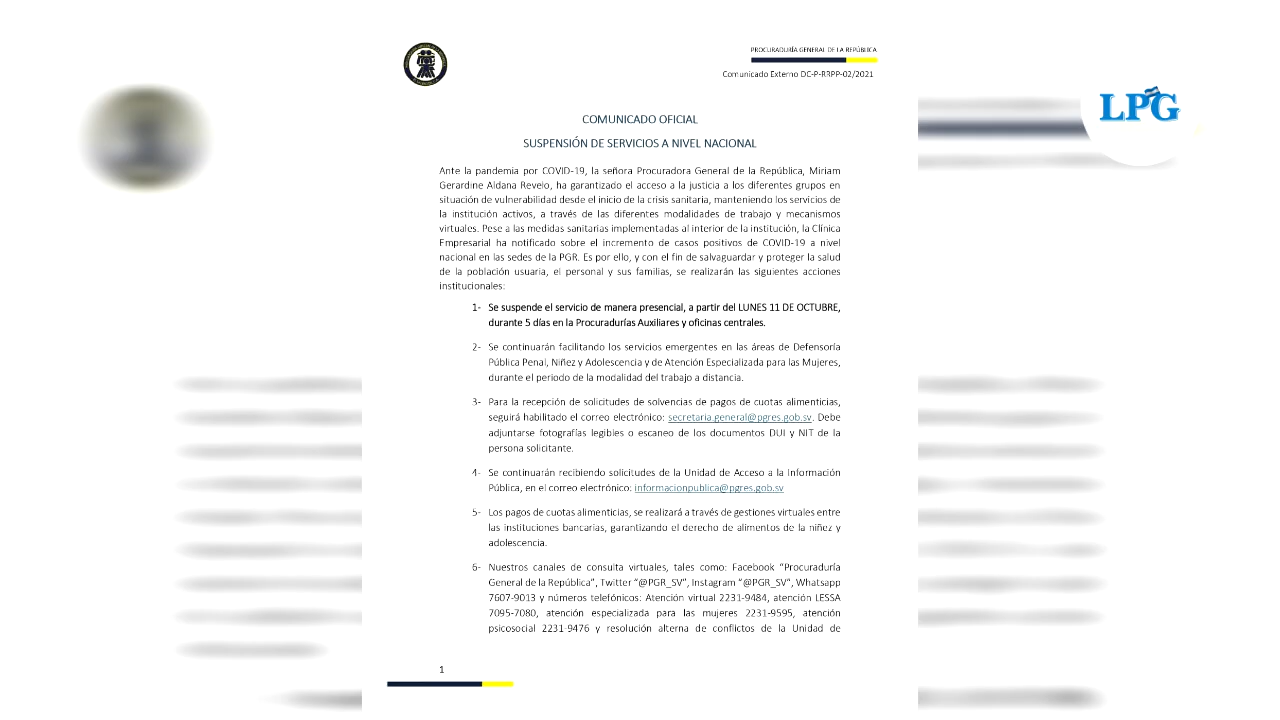 PROCURADURÍA GENERAL DE LA REPÚBLICA
Comunicado Externo DC-P-R3PP-02/2021
LPG
COMUNICADO OFICIAL
SUSPENSIÓN DE SERVICIOS A NIVEL NACIONAL
Ante la pandemia por COVID-19, la señora Procuradora General de la República, Miriam
Gerardine Aldana Revelo, ha garantizado el acceso a la justicia a los diferentes grupos en
situación de vulnerabilidad desde el inicio de la crisis sanitaria, manteniendo los servicios de
la institución activos, a través de las diferentes modalidades de trabajo y mecanismos
virtuales. Pese a las medidas sanitarias implementadas al interior de la institución, la Clínica
Empresarial ha notificado sobre el incremento de casos positivos de COVID-19 a nivel
nacional en las sedes de la PGR. Es por ello, y con el fin de salvaguardar y proteger la salud
de la población usuaria, el personal y sus familias, se realizarán las siguientes acciones
institucionales:
1- Se suspende el servicio de manera presencial, a partir del LUNES 11 DE OCTUBRE,
durante 5 días en la Procuradurías Auxiliares y oficinas centrales.
2- Se continuarán facilitando los servicios emergentes en las áreas de Defensoría
Pública Penal, Niñez y Adolescencia y de Atención Especializada para las Mujeres,
durante el periodo de la modalidad del trabajo a distancia.
3- Para la recepción de solicitudes de solvencias de pagos de cuotas alimenticias,
seguirá habilitado el correo electrónico: secretaria.general@pgres.gob.sv. Debe
adjuntarse fotografías legibles o escaneo de los documentos DUI y NIT de la
persona solicitante.
4- Se continuarán recibiendo solicitudes de la Unidad de Acceso a la Información
Pública, en el correo electrónico: informacionpublica@pgres.gob.sv
5- Los pagos de cuotas alimenticias, se realizará a través de gestiones virtuales entre
las instituciones bancarias, garantizando el derecho de alimentos de la niñez y
adolescencia.
6- Nuestros canales de consulta virtuales, tales como: Facebook "Procuraduría
General de la República", Twitter "@PGR_SV", Instagram "@PGR_SV", Whatsapp
7607-9013 y números telefónicos: Atención virtual 2231-9484, atención LESSA
7095-7080, atención especializada para las mujeres 2231-9595, atención
psicosocial 2231-9476 y resolución alterna de conflictos de la Unidad de
1